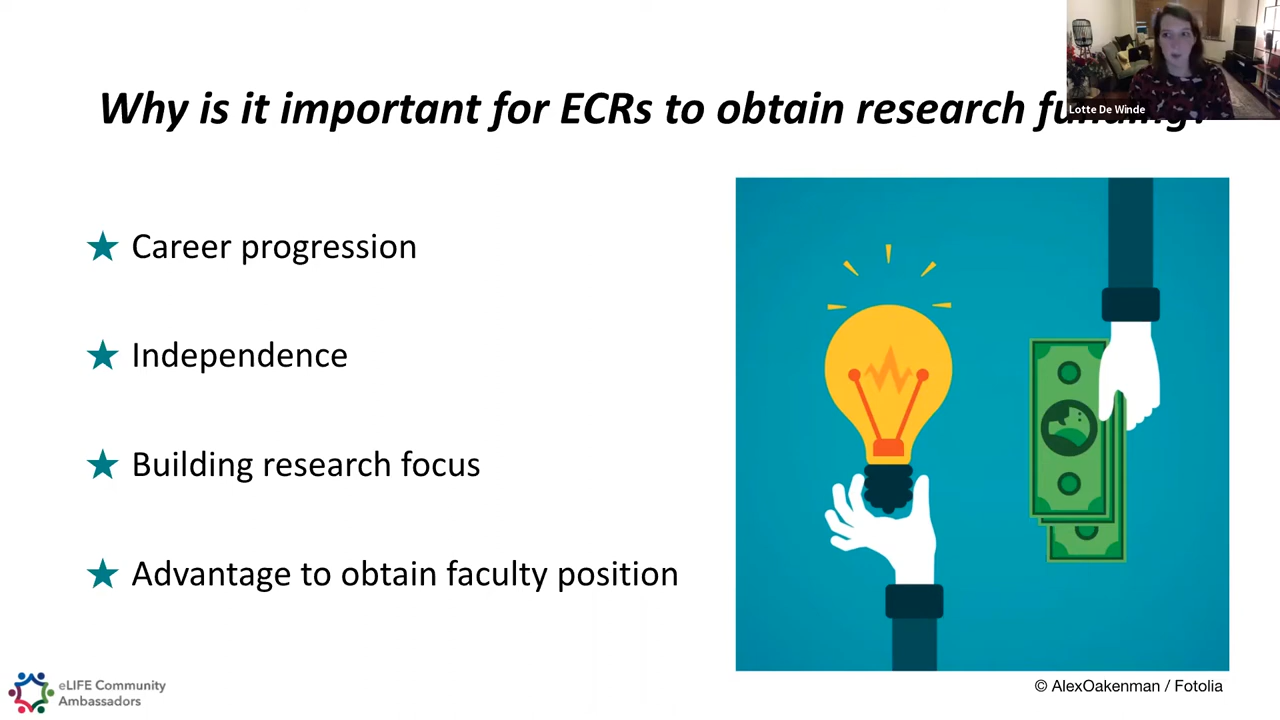 Why is it important for ECRs to obtain research funding?
Lotte De Winde
★ Career progression
★ Independence
★ Building research focus
★ Advantage to obtain faculty position
eLIFE Community
Ambassadors
© AlexOakenman / Fotolia